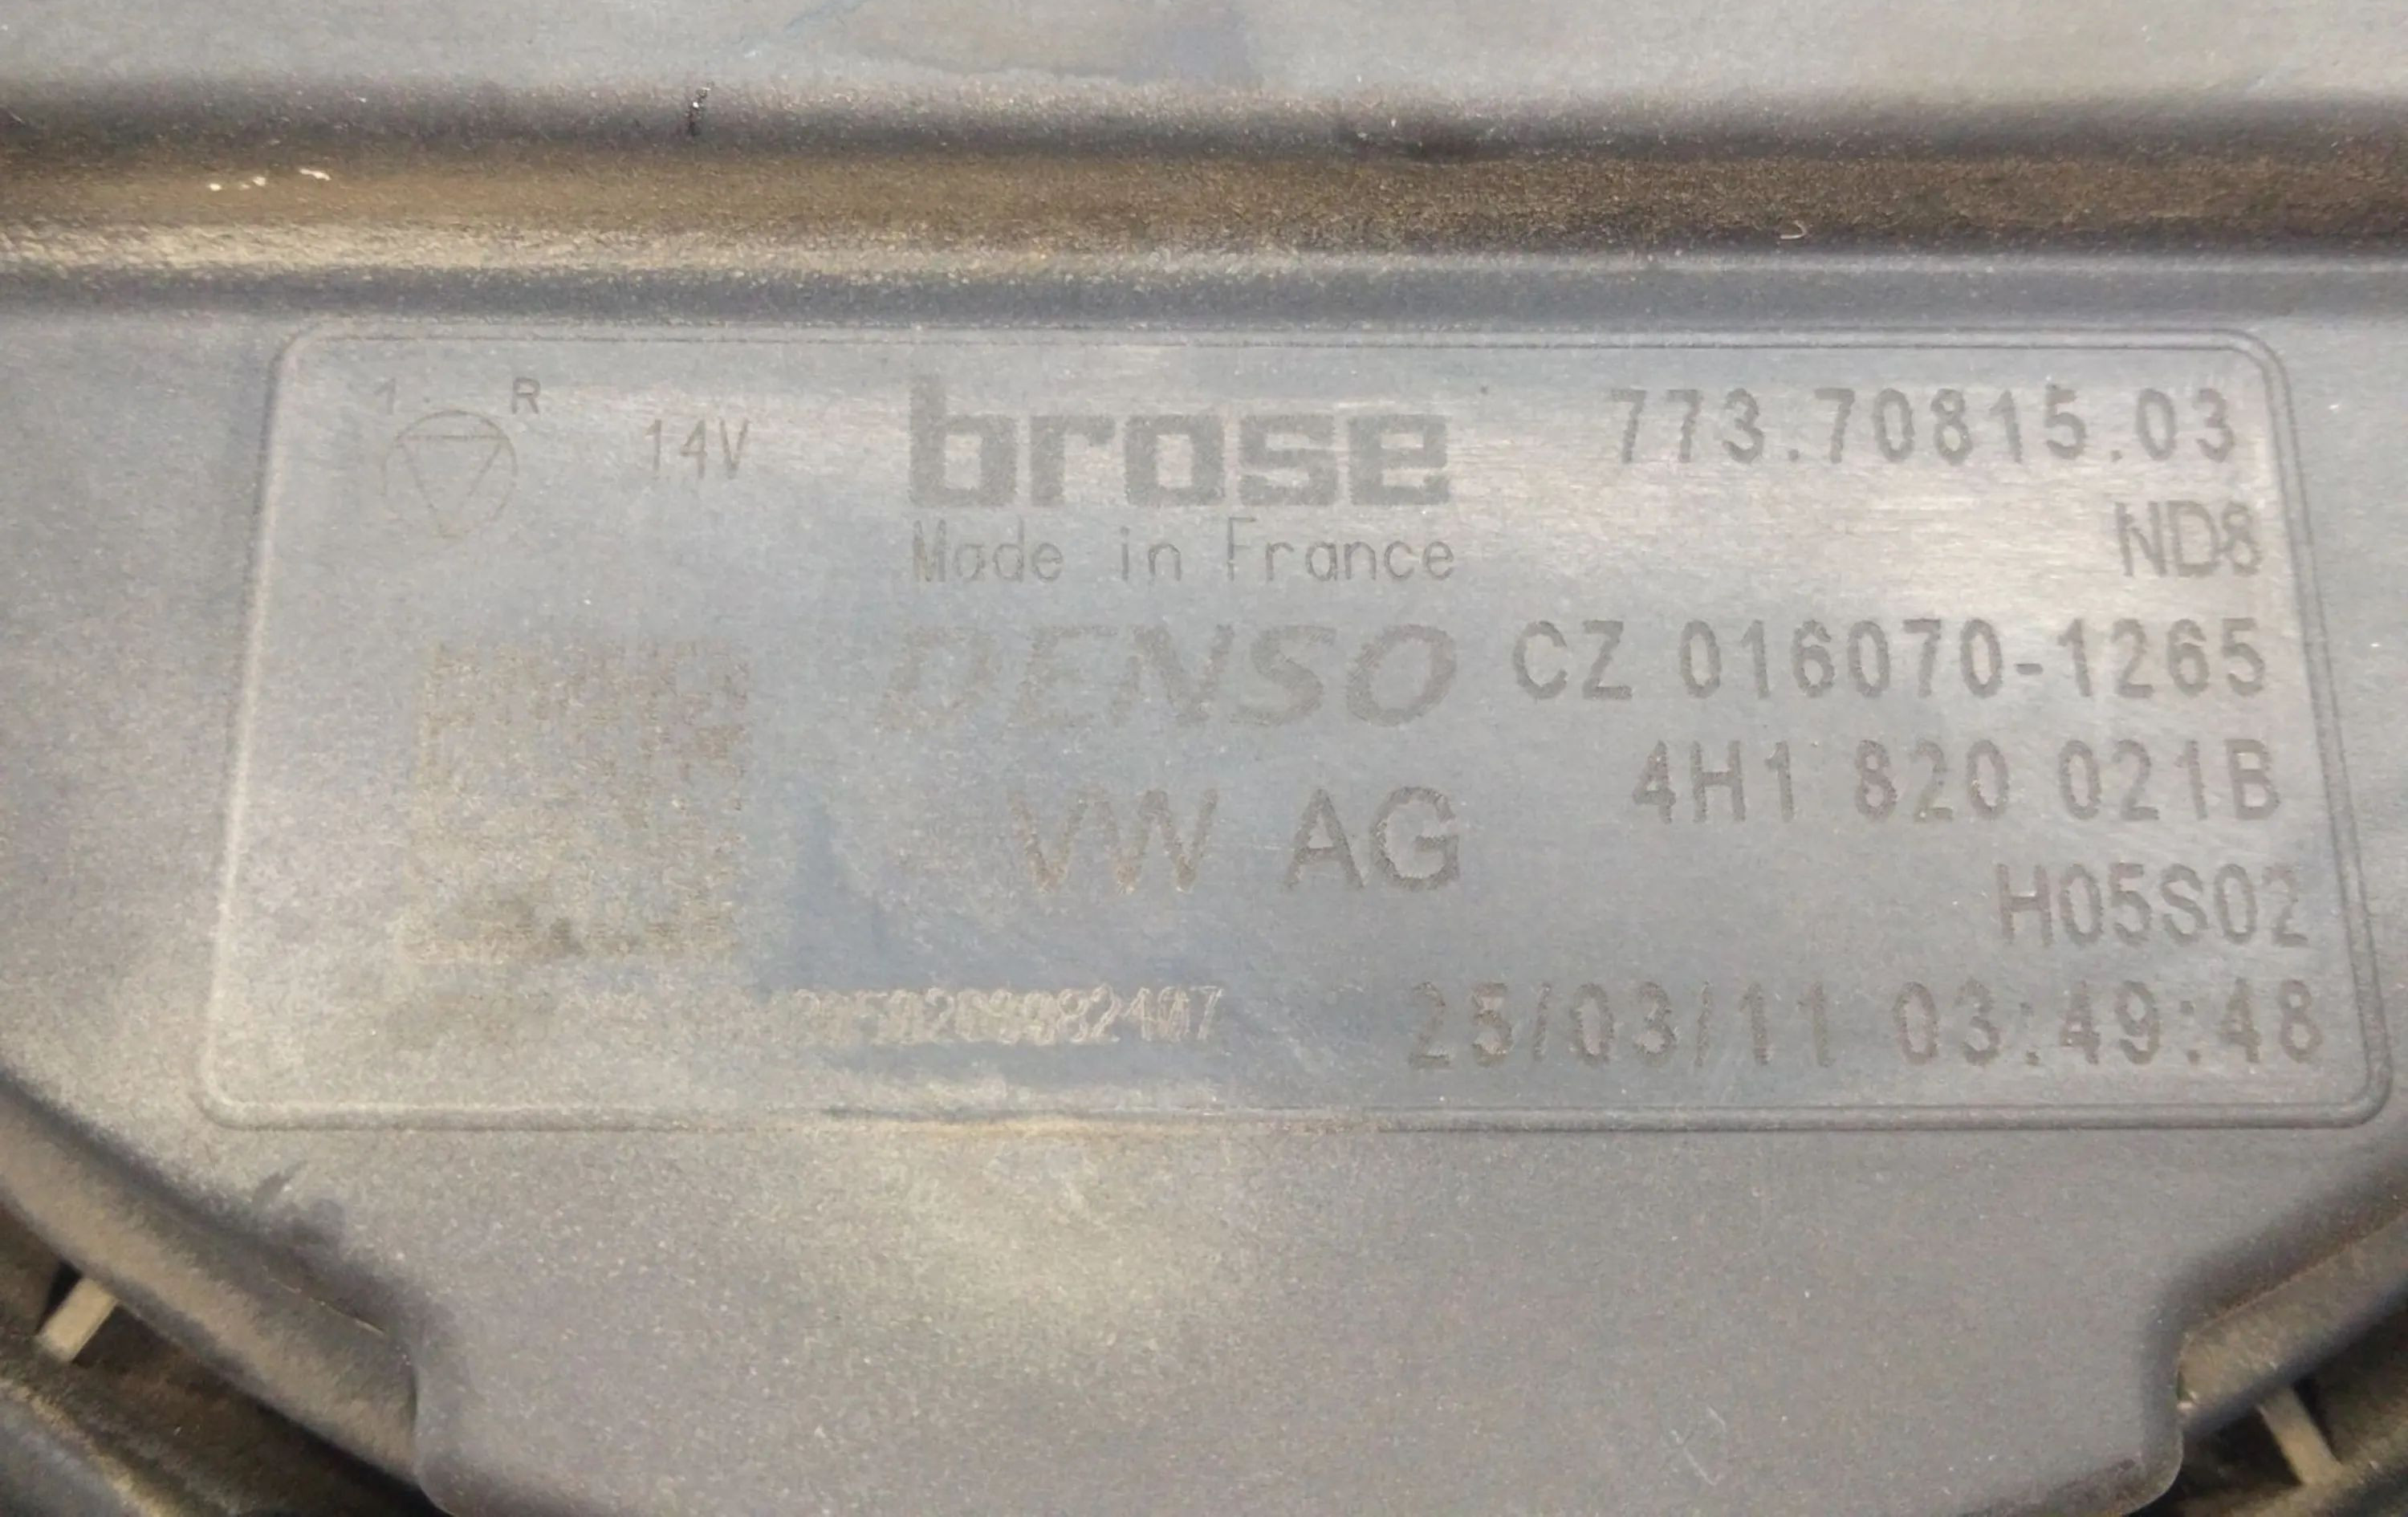 1 R
14V
brose
773.70815.03
Made in France
ND8
DENSO
CZ 016070-1265
VW AG
4H1 820 021B
H05S02
25/03/11 03:49:48